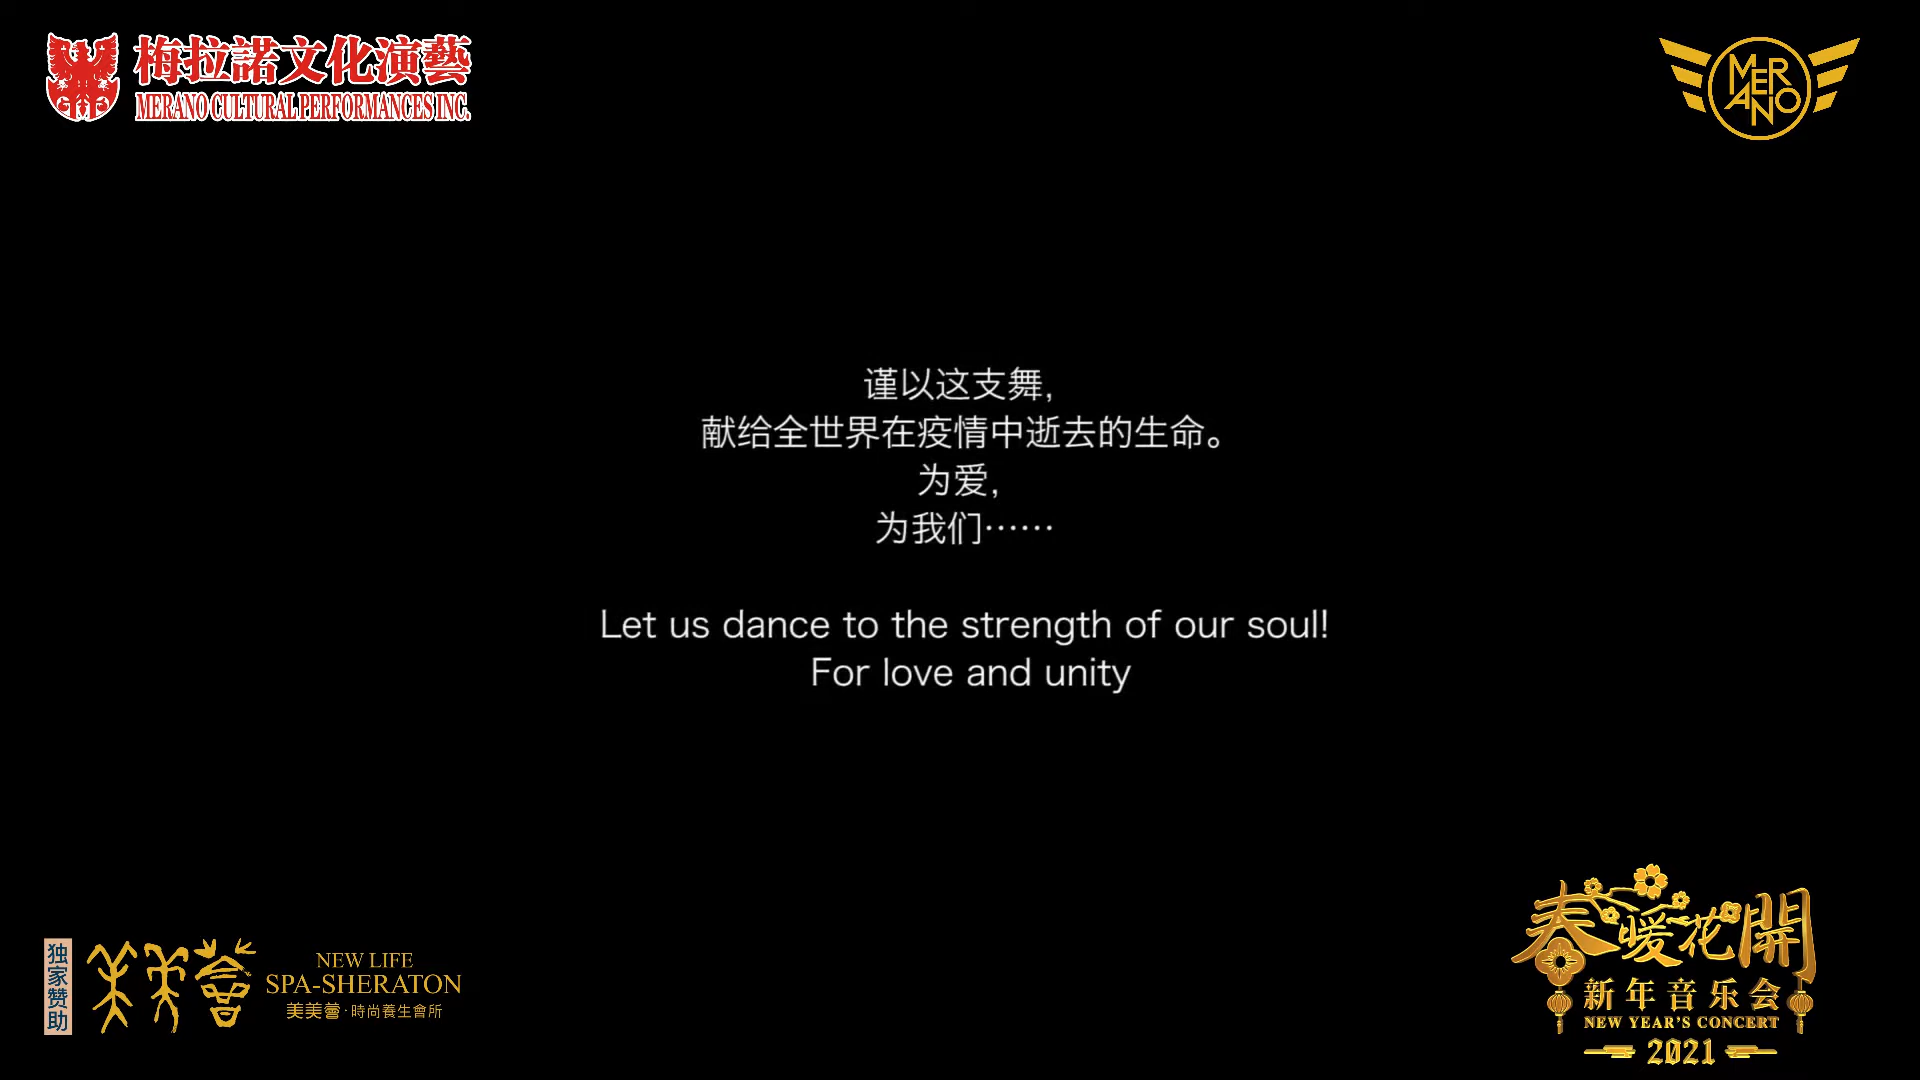 梅拉諾文化演藝
MERANO CULTURAL PERFORMANCES INC.
MERANO
谨以这支舞，
献给全世界在疫情中逝去的生命。
为爱，
为我们……
Let us dance to the strength of our soul!
For love and unity
独家赞助
美美薈
NEW LIFE
SPA-SHERATON
美美薈·時尚養生會所
春暖花開
新年音乐会
NEW YEAR'S CONCERT
2021